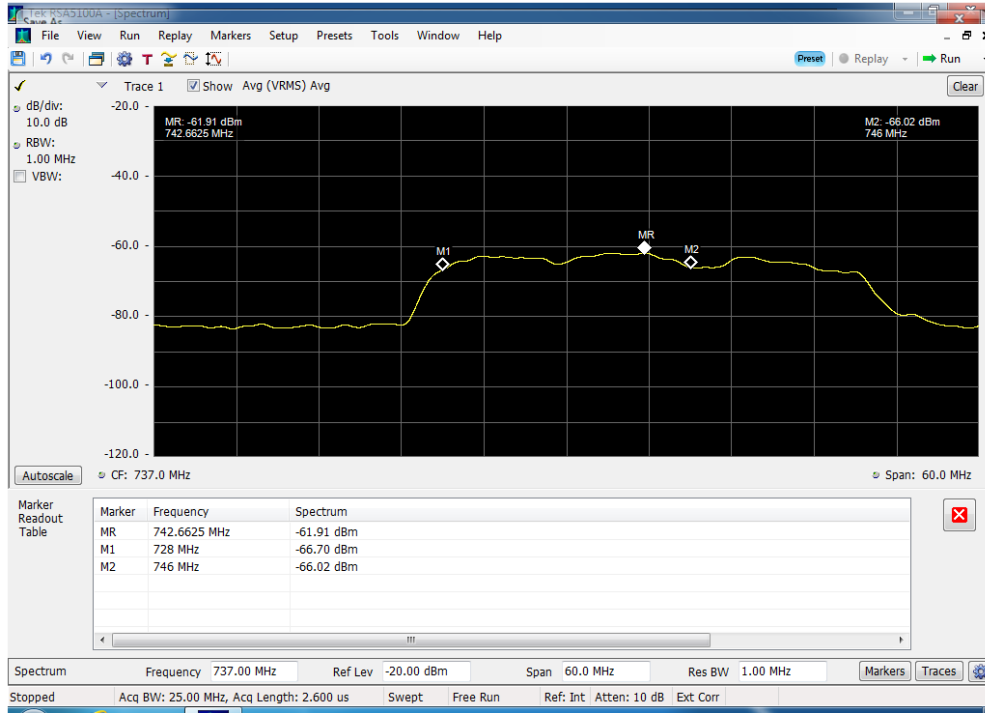 Tek RSA5100A - [Spectrum]
Save As
File View Run Replay Markers Setup Presets Tools Window Help
T Preset Replay Run
Trace 1 Show Avg (VRMS) Avg Clear
dB/div:
10.0 dB
RBW:
1.00 MHz
VBW:
-20.0
-40.0
-60.0
-80.0
-100.0
-120.0
MR: -61.91 dBm
742.6625 MHz
M2: -66.02 dBm
746 MHz
M1
MR
M2
Autoscale CF: 737.0 MHz Span: 60.0 MHz
Marker
Readout
Table
Marker Frequency Spectrum
MR 742.6625 MHz -61.91 dBm
M1 728 MHz -66.70 dBm
M2 746 MHz -66.02 dBm
Spectrum Frequency 737.00 MHz Ref Lev -20.00 dBm Span 60.0 MHz Res BW 1.00 MHz Markers Traces
Stopped Acq BW: 25.00 MHz, Acq Length: 2.600 us Swept Free Run Ref: Int Atten: 10 dB Ext Corr